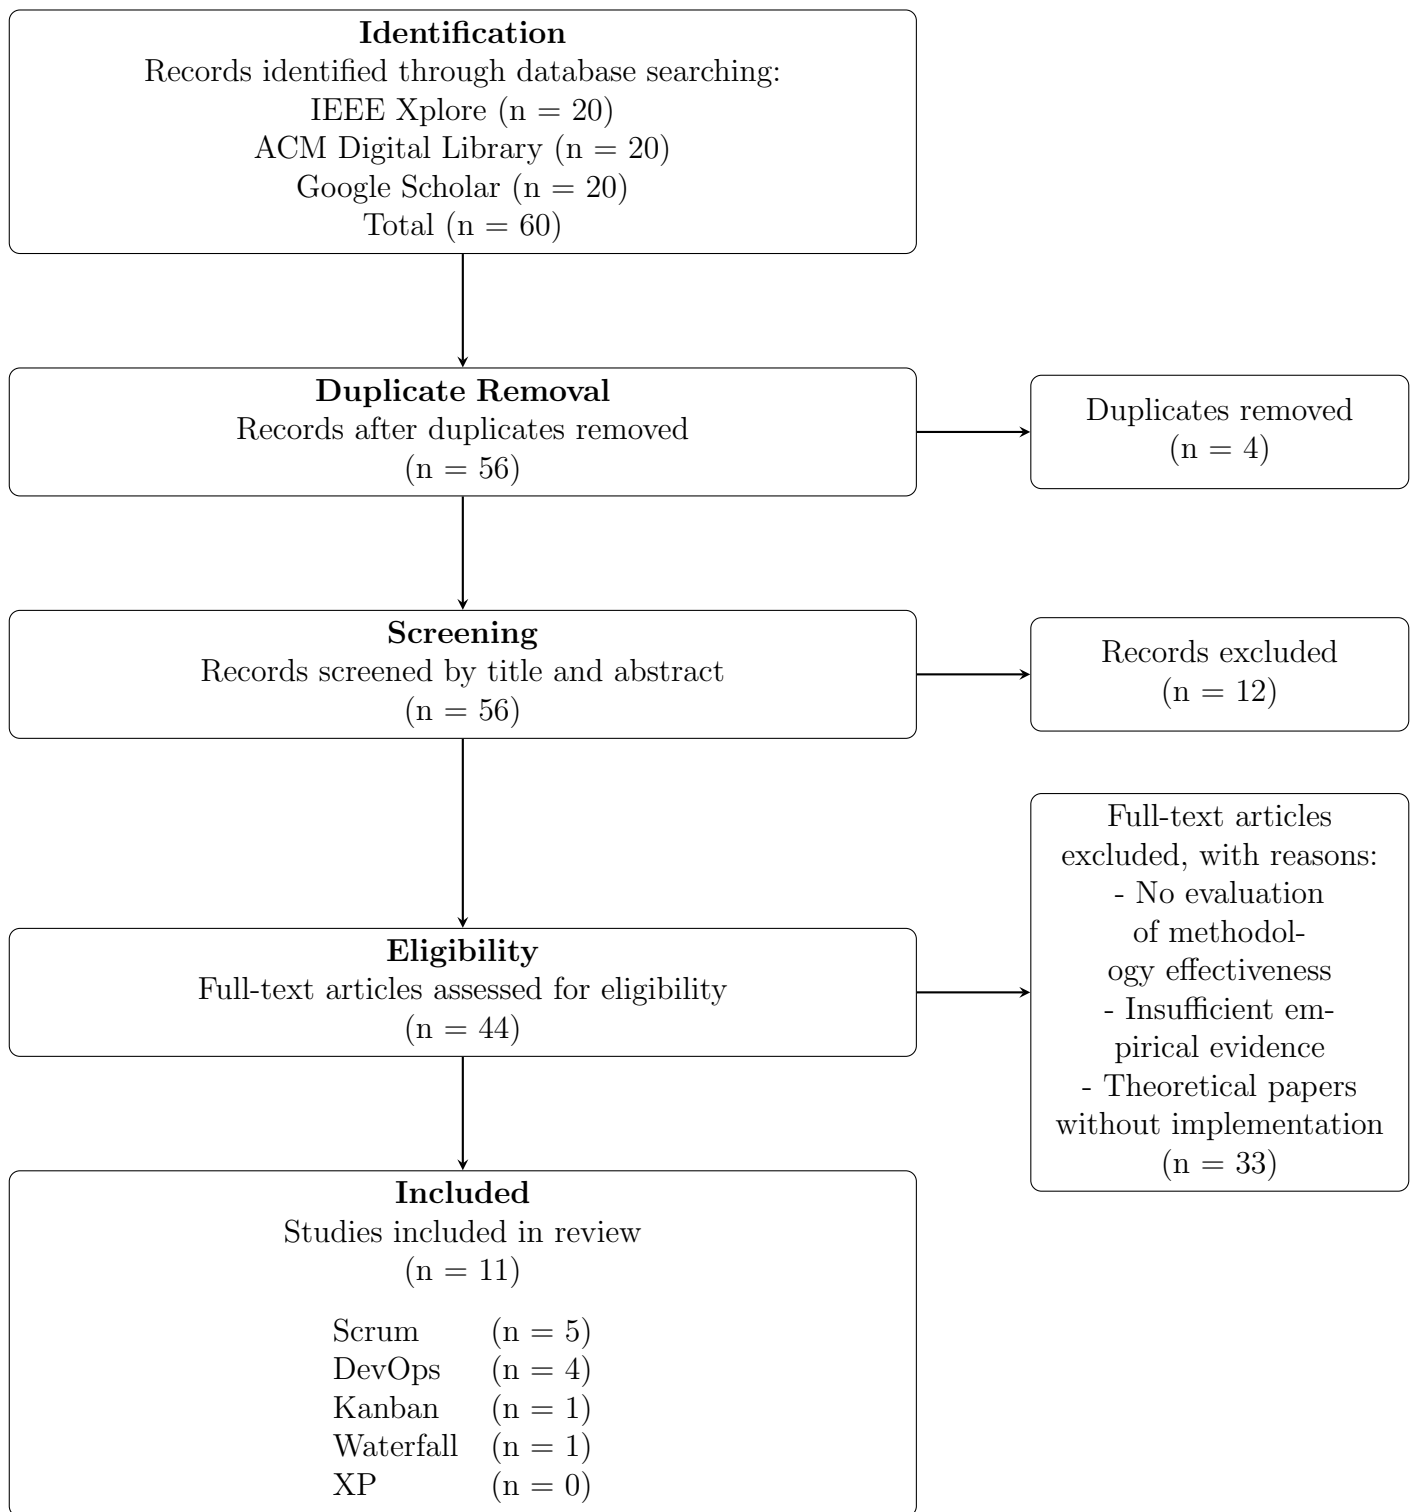 Identification
Records identified through database searching:
IEEE Xplore (n = 20)
ACM Digital Library (n = 20)
Google Scholar (n = 20)
Total (n = 60)
Duplicate Removal
Records after duplicates removed
(n = 56)
Duplicates removed
(n = 4)
Screening
Records screened by title and abstract
(n = 56)
Records excluded
(n = 12)
Eligibility
Full-text articles assessed for eligibility
(n = 44)
Full-text articles
excluded, with reasons:
- No evaluation
of methodol-
ogy effectiveness
- Insufficient em-
pirical evidence
- Theoretical papers
without implementation
(n = 33)
Included
Studies included in review
(n = 11)
Scrum (n = 5)
DevOps (n = 4)
Kanban (n = 1)
Waterfall (n = 1)
XP (n = 0)